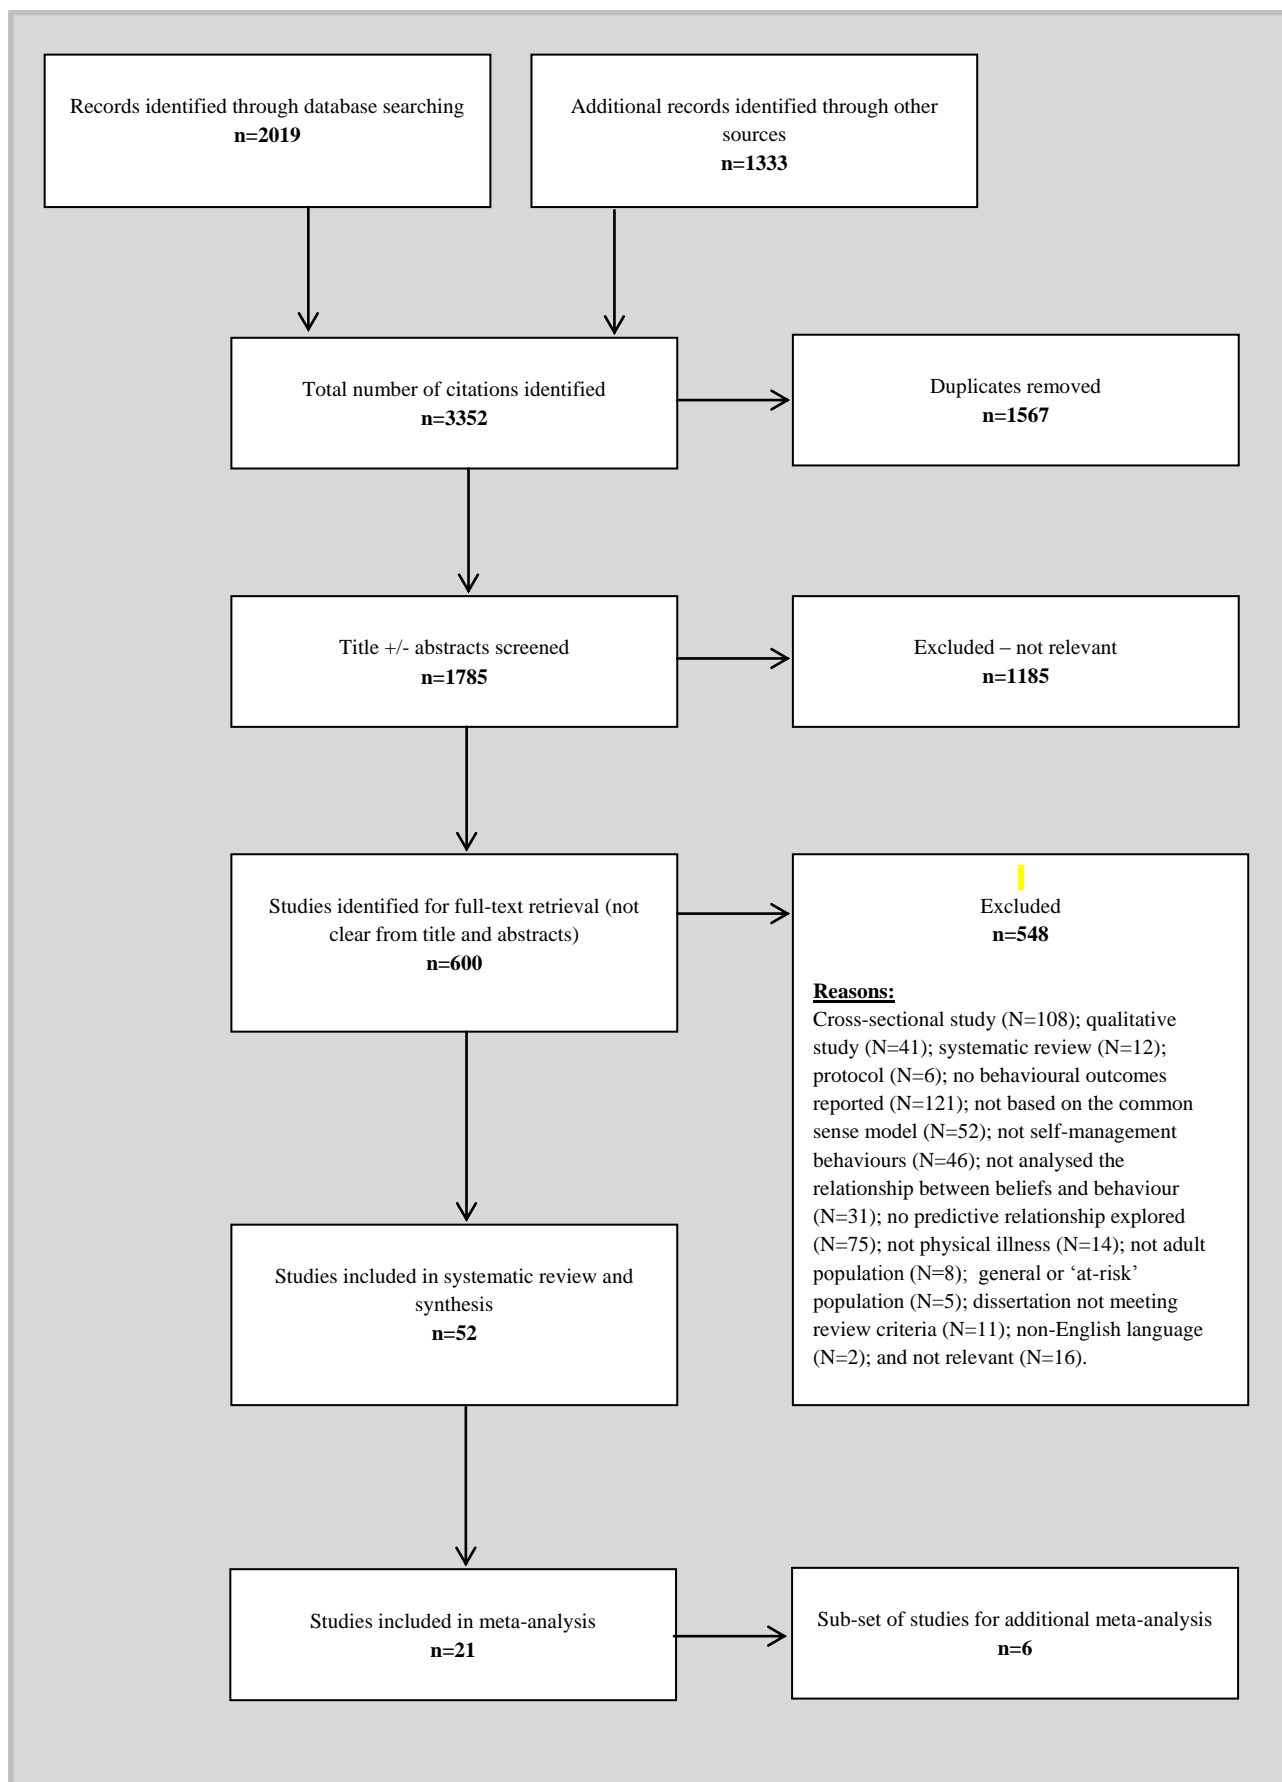 Records identified through database searching
n=2019
Additional records identified through other
sources
n=1333
Total number of citations identified
n=3352
Duplicates removed
n=1567
Title +/- abstracts screened
n=1785
Excluded – not relevant
n=1185
Studies identified for full-text retrieval (not
clear from title and abstracts)
n=600
Excluded
n=548
Reasons:
Cross-sectional study (N=108); qualitative
study (N=41); systematic review (N=12);
protocol (N=6); no behavioural outcomes
reported (N=121); not based on the common
sense model (N=52); not self-management
behaviours (N=46); not analysed the
relationship between beliefs and behaviour
(N=31); no predictive relationship explored
(N=75); not physical illness (N=14); not adult
population (N=8); general or ‘at-risk’
population (N=5); dissertation not meeting
review criteria (N=11); non-English language
(N=2); and not relevant (N=16).
Studies included in systematic review and
synthesis
n=52
Studies included in meta-analysis
n=21
Sub-set of studies for additional meta-analysis
n=6